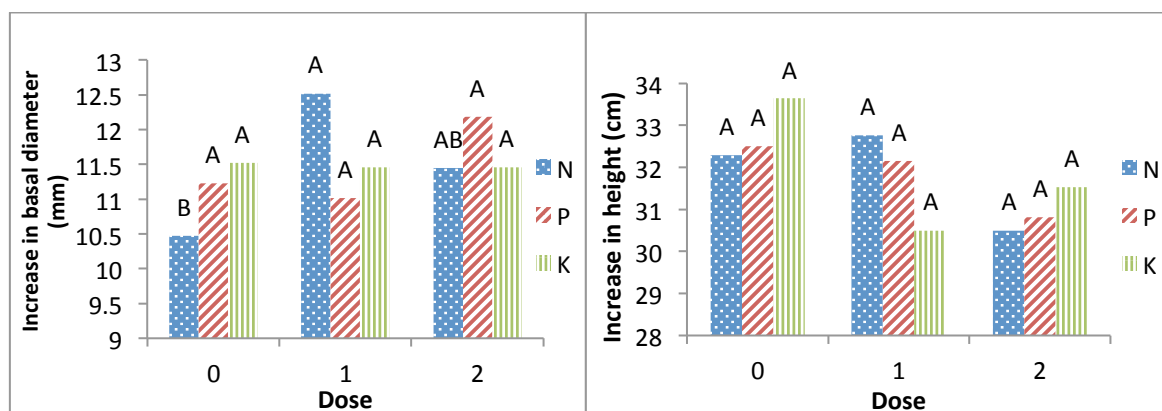 Increase in basal diameter
(mm)
13
12.5
12
11.5
11
10.5
10
9.5
9
B
A
A
A
A
A
AB
A
A
0
1
2
Dose
N
P
K
Increase in height (cm)
34
33
32
31
30
29
28
A
A
A
A
A
A
A
A
A
0
1
2
Dose
N
P
K